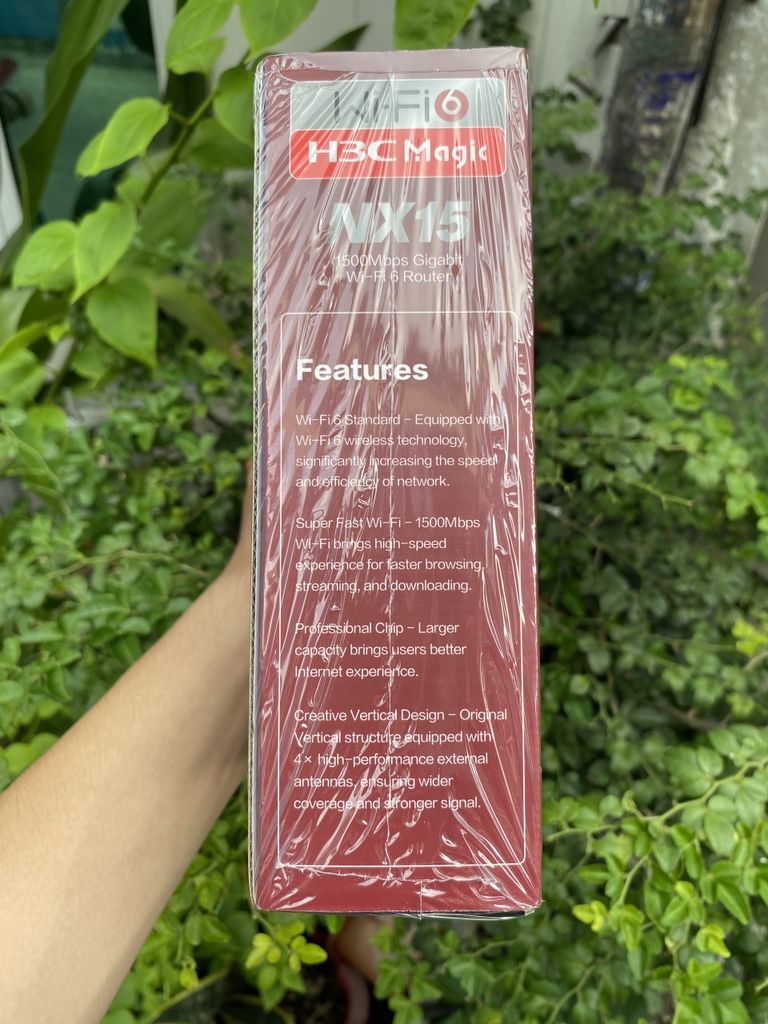 Wi-Fi 6
H3C Magic
NX15
1500Mbps Gigabit
Wi-Fi 6 Router
Features
Wi-Fi 6 Standard - Equipped with
Wi-Fi 6 wireless technology,
significantly increasing the speed
and efficiency of network.
Super Fast Wi-Fi - 1500Mbps
Wi-Fi brings high-speed
experience for faster browsing,
streaming, and downloading.
Professional Chip - Larger
capacity brings users better
Internet experience.
Creative Vertical Design - Original
Vertical structure equipped with
4× high-performance external
antennas, ensuring wider
coverage and stronger signal.